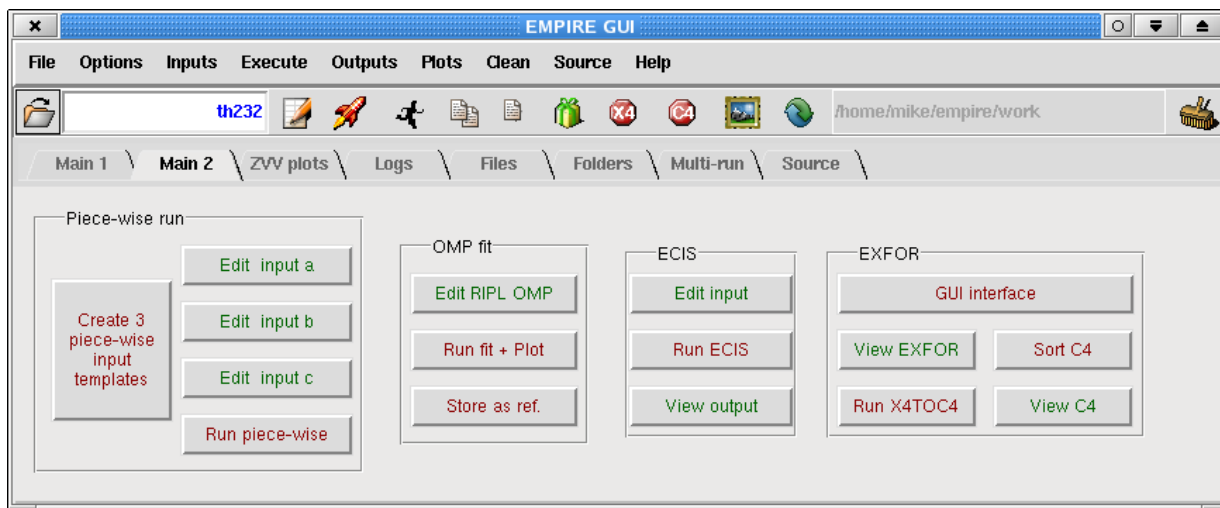 EMPIRE GUI
File Options Inputs Execute Outputs Plots Clean Source Help
th232 X4 C4 /home/mike/empire/work
Main 1 Main 2 ZVV plots Logs Files Folders Multi-run Source
Piece-wise run
Create 3
piece-wise
input
templates
Edit input a
Edit input b
Edit input c
Run piece-wise
OMP fit
Edit RIPL OMP
Run fit + Plot
Store as ref.
ECIS
Edit input
Run ECIS
View output
EXFOR
GUI interface
View EXFOR Sort C4
Run X4TOC4 View C4